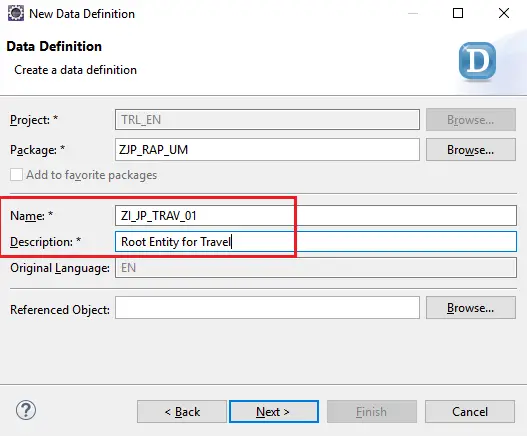 New Data Definition
Data Definition
Create a data definition
D
Project: * TRL_EN Browse...
Package: * ZJP_RAP_UM Browse...
Add to favorite packages
Name: * ZI_JP_TRAV_01
Description: * Root Entity for Travel
Original Language: EN
Referenced Object: Browse...
? < Back Next > Finish Cancel